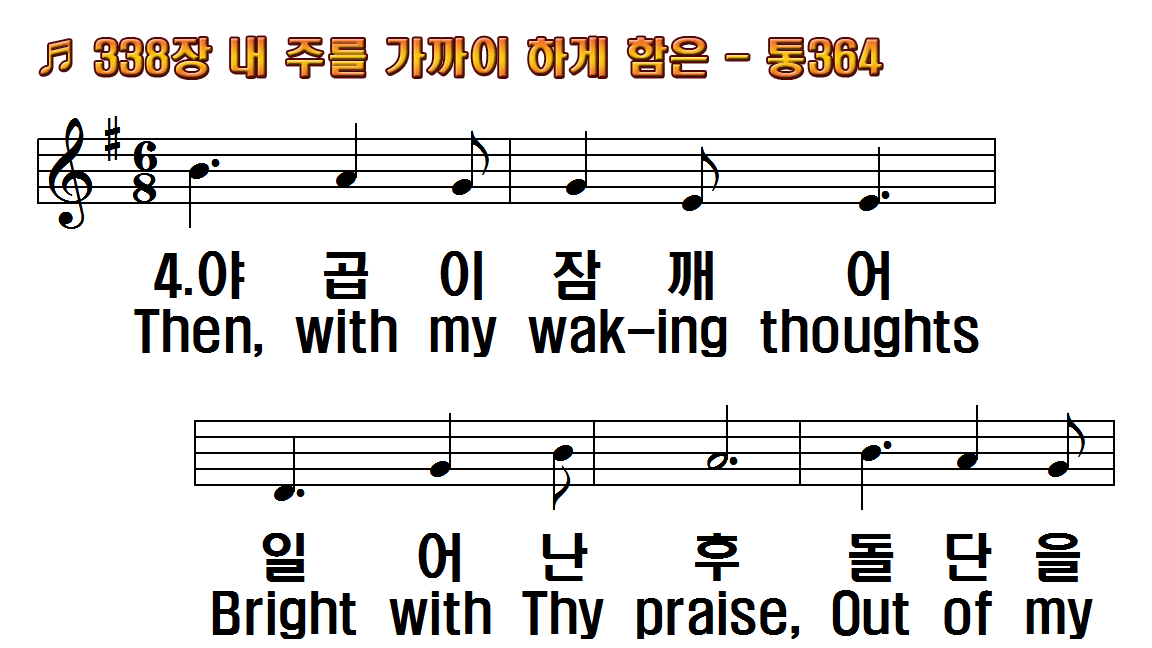 ♬ 338장 내 주를 가까이 하게 함은 - 통364
6
8
4.야 곱 이 잠 깨 어
Then, with my wak-ing thoughts
일 어 난 후 돌 단 을
Bright with Thy praise, Out of my